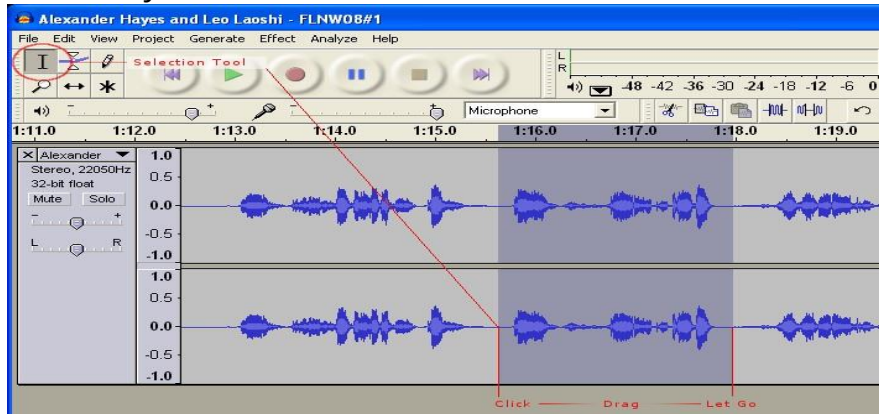 Alexander Hayes and Leo Laoshi - FLNW08#1
File Edit View Project Generate Effect Analyze Help
Selection Tool
L
R
-48 -42 -36 -30 -24 -18 -12 -6 0
- + - + Microphone
1:11.0 1:12.0 1:13.0 1:14.0 1:15.0 1:16.0 1:17.0 1:18.0 1:19.0
X Alexander
Stereo, 22050Hz
32-bit float
Mute Solo
- +
L R
1.0
0.5
0.0
-0.5
-1.0
1.0
0.5
0.0
-0.5
-1.0
Click Drag Let Go